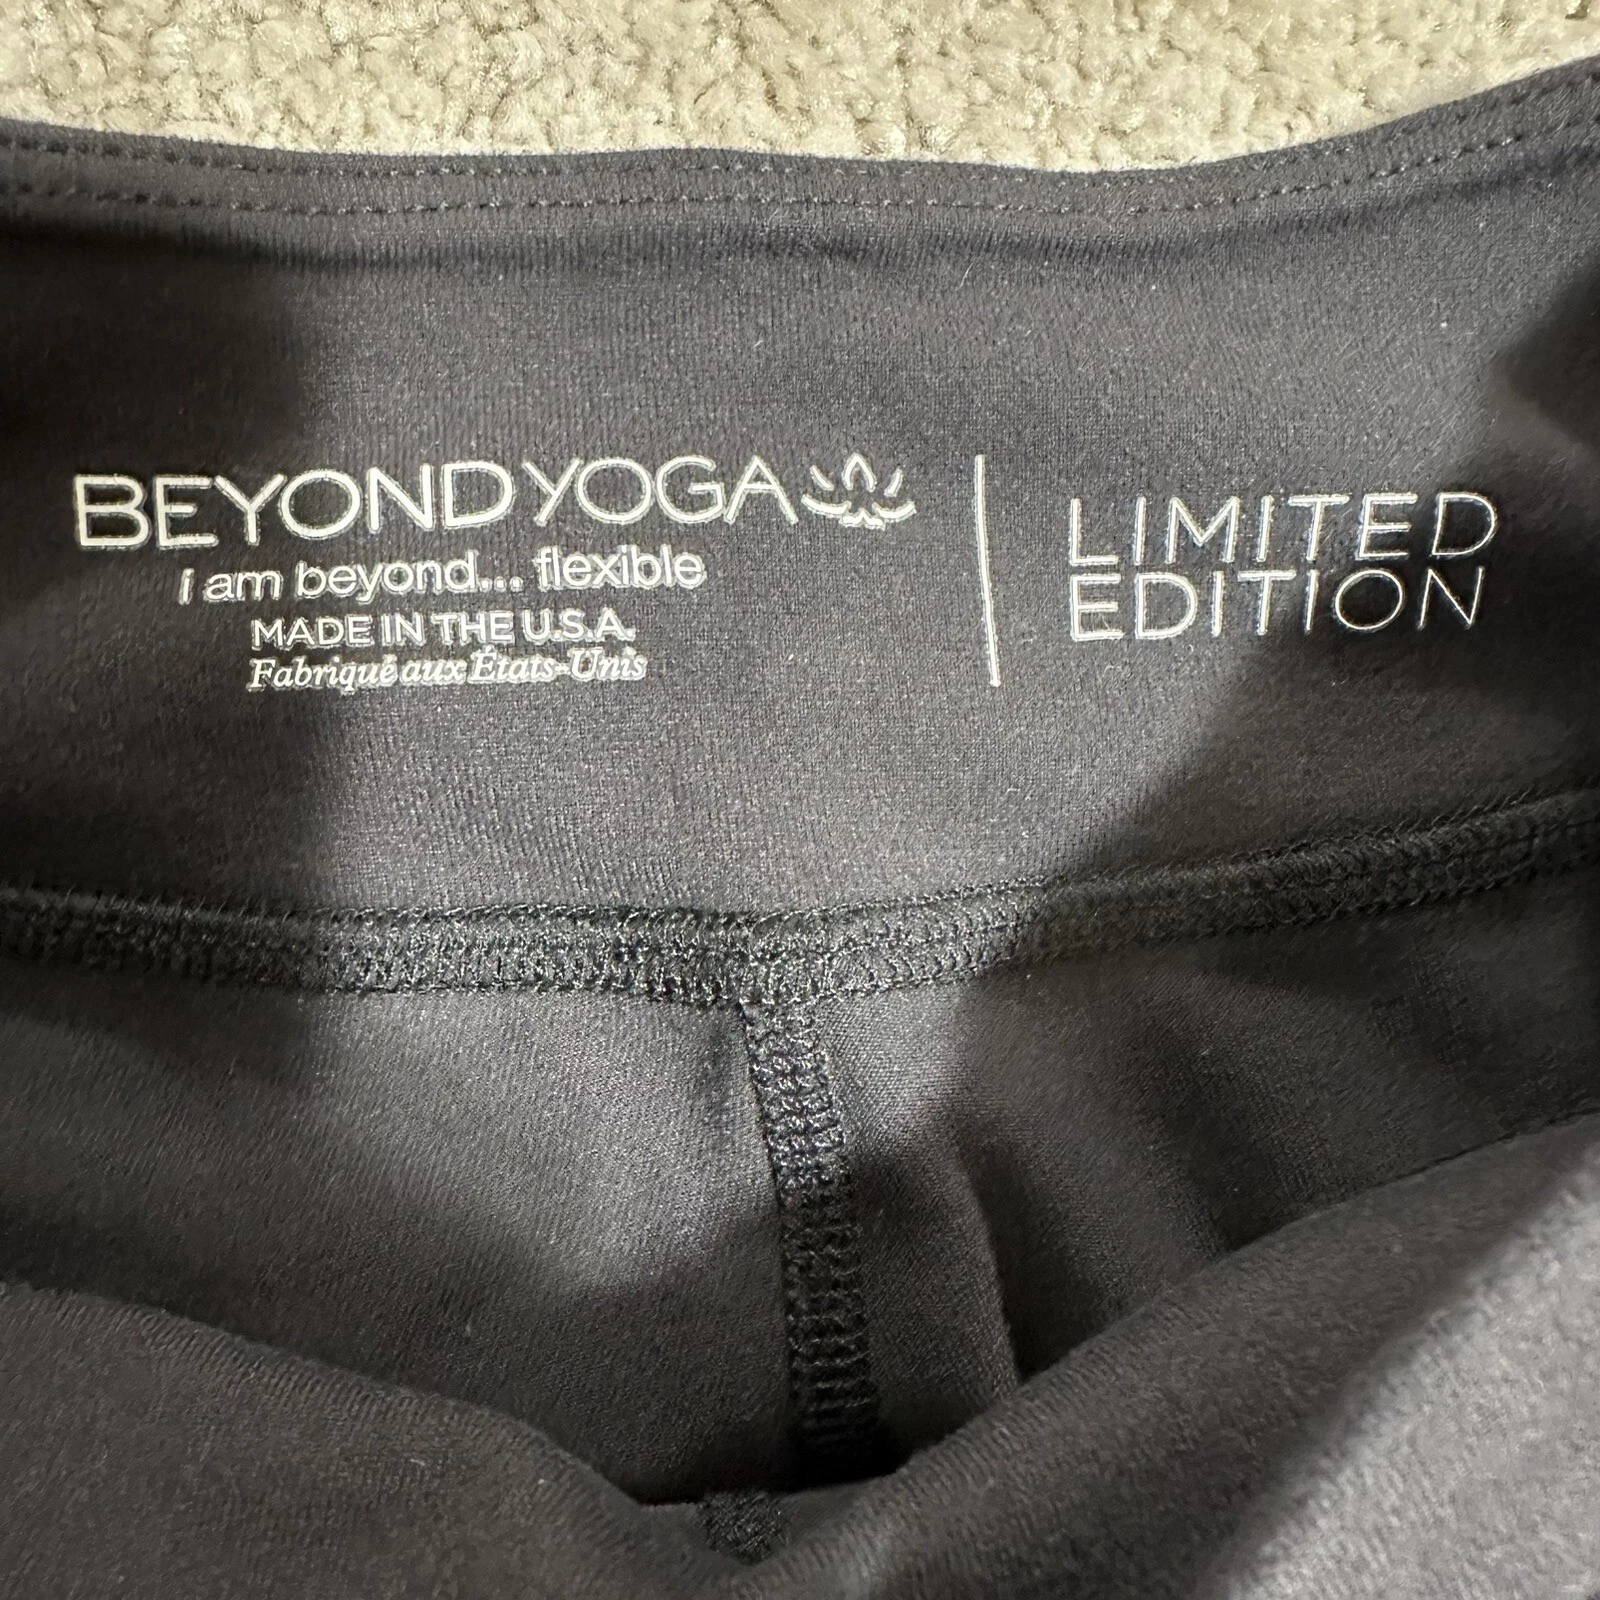 BEYOND YOGA
i am beyond... flexible
MADE IN THE U.S.A.
Fabriqué aux États-Unis
LIMITED
EDITION